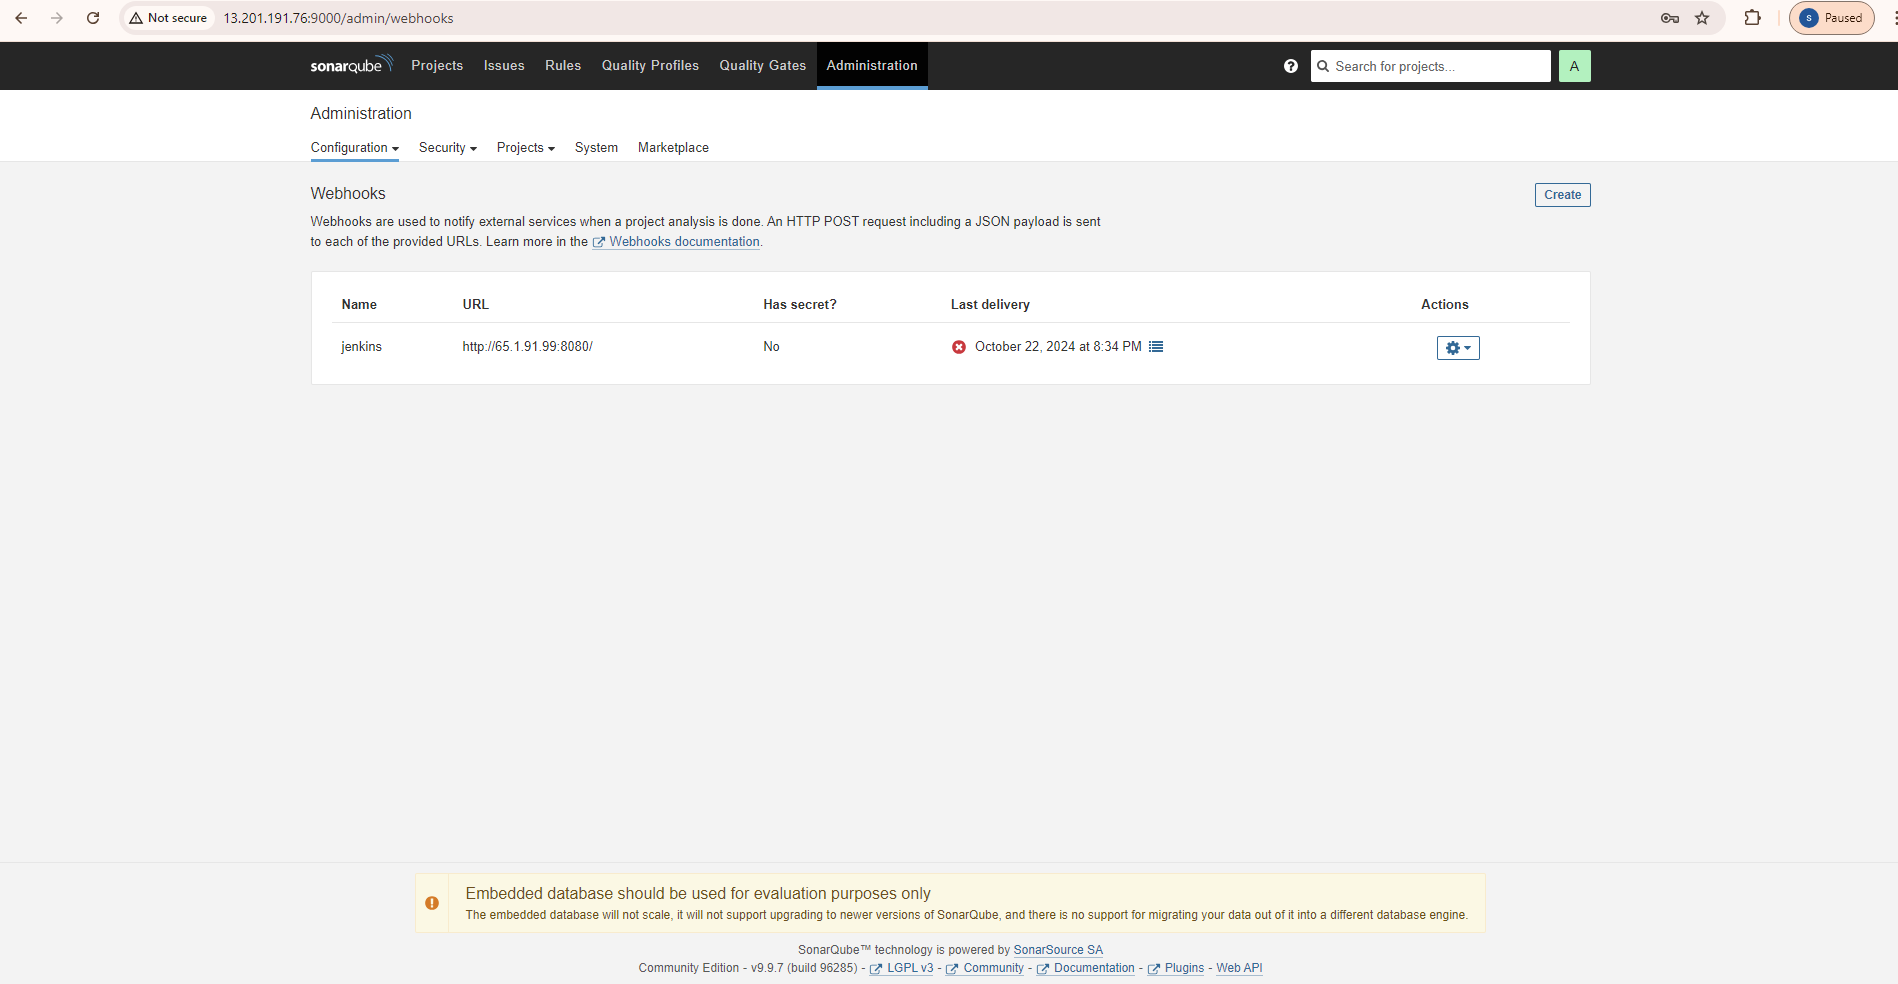 Not secure 13.201.191.76:9000/admin/webhooks s Paused
sonarqube Projects Issues Rules Quality Profiles Quality Gates Administration ? Search for projects... A
Administration
Configuration Security Projects System Marketplace
Webhooks Create
Webhooks are used to notify external services when a project analysis is done. An HTTP POST request including a JSON payload is sent
to each of the provided URLs. Learn more in the Webhooks documentation.
Name URL Has secret? Last delivery Actions
jenkins http://65.1.91.99:8080/ No October 22, 2024 at 8:34 PM
Embedded database should be used for evaluation purposes only
The embedded database will not scale, it will not support upgrading to newer versions of SonarQube, and there is no support for migrating your data out of it into a different database engine.
SonarQube™ technology is powered by SonarSource SA
Community Edition - v9.9.7 (build 96285) - LGPL v3 - Community - Documentation - Plugins - Web API